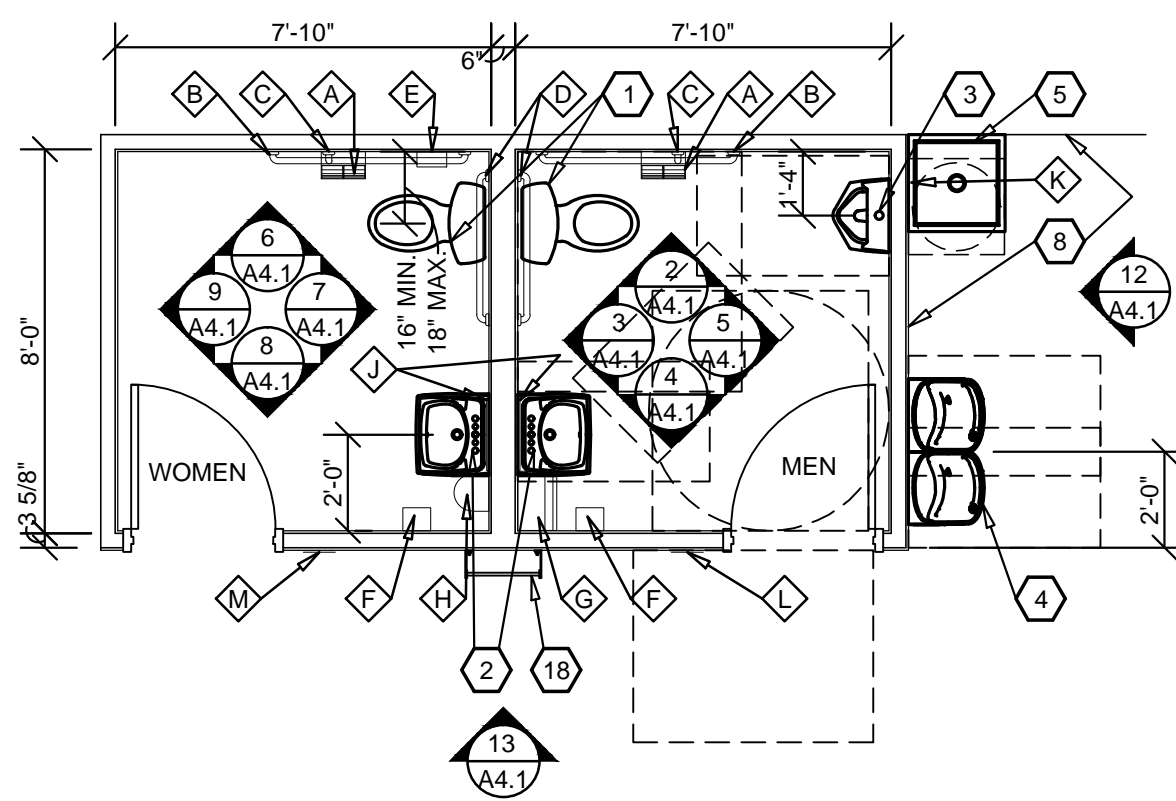 7'-10"
6"
7'-10"
B
C
A
E
D
1
C
A
B
3
5
1'-4"
K
8
6
A4.1
9
A4.1
7
A4.1
8
A4.1
16" MIN.
18" MAX.
2
A4.1
3
A4.1
5
A4.1
4
A4.1
12
A4.1
8'-0"
J
WOMEN
MEN
2'-0"
2'-0"
3 5/8"
M
F
H
G
F
L
4
2
18
13
A4.1